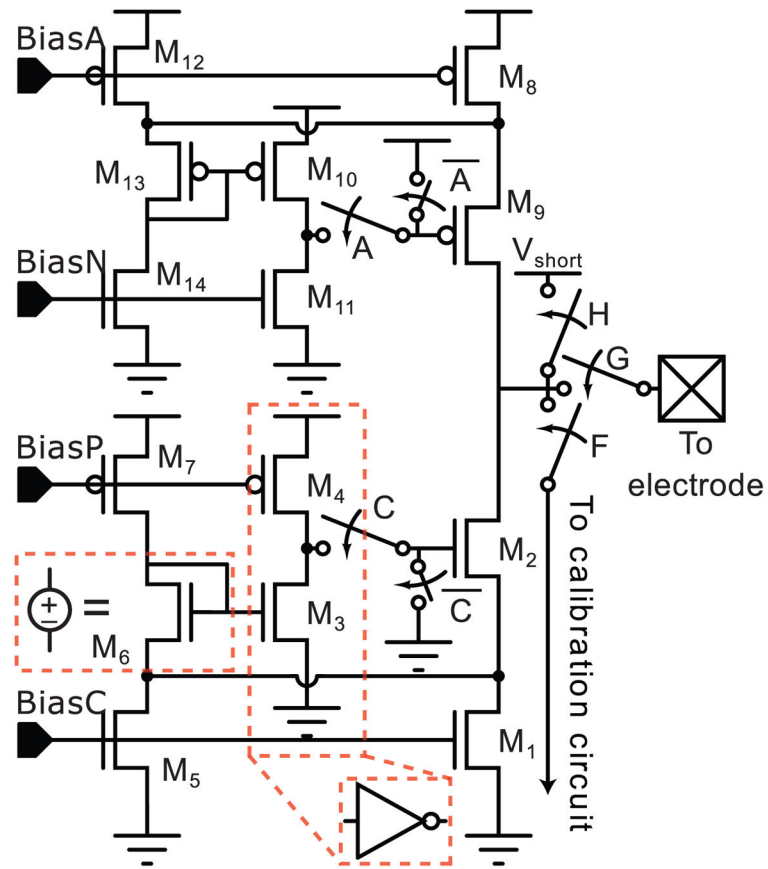 BiasA
M12
M8
M13
M10
A
M9
A
BiasN
M14
M11
Vshort
H
G
BiasP
M7
M4
C
F
To
electrode
M2
+
−
=
M6
M3
C
To calibration circuit
BiasC
M5
M1